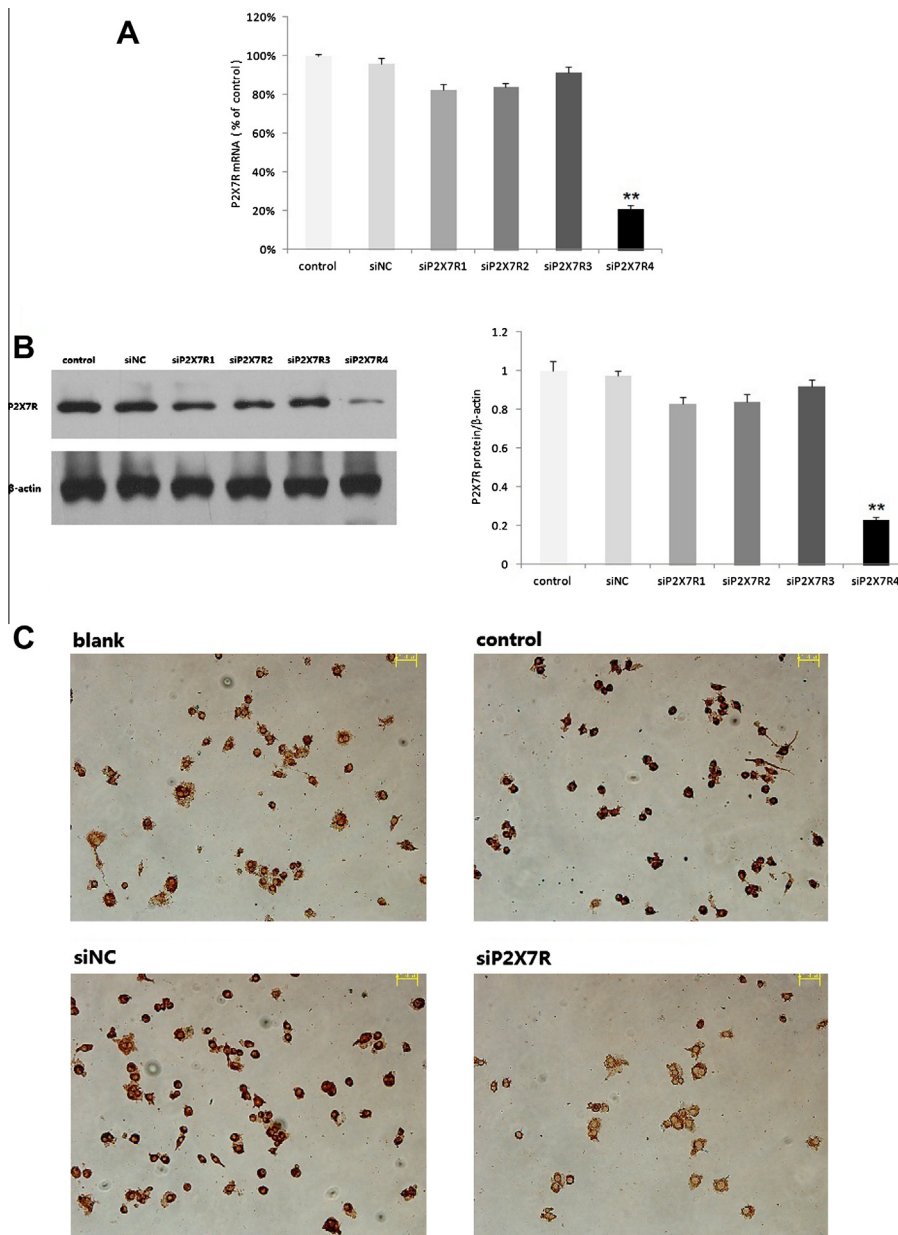 A
P2X7R mRNA ( % of control)
100%
80%
60%
40%
20%
0%
**
control siNC siP2X7R1 siP2X7R2 siP2X7R3 siP2X7R4
B
control siNC siP2X7R1 siP2X7R2 siP2X7R3 siP2X7R4
P2X7R
β-actin
P2X7R protein/β-actin
1.2
1
0.8
0.6
0.4
0.2
0
**
control siNC siP2X7R1 siP2X7R2 siP2X7R3 siP2X7R4
C
blank control
siNC siP2X7R